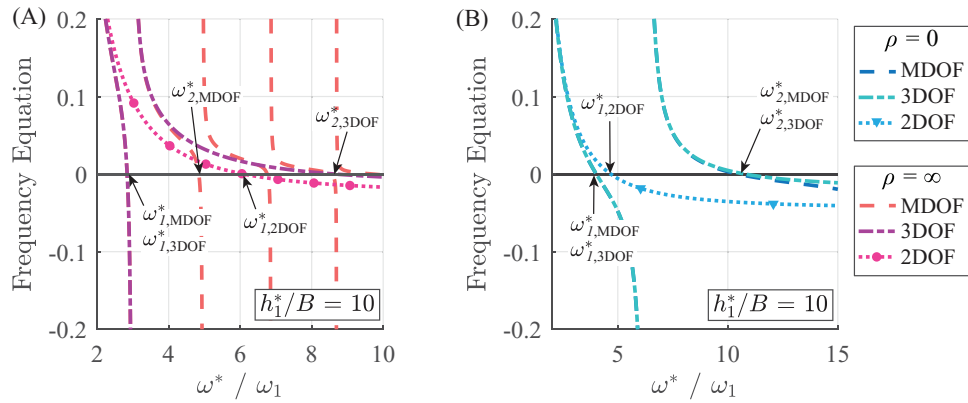 (A)
0.2
0.1
0
-0.1
-0.2
Frequency Equation
2
4
6
8
10
ω* / ω₁
ω*₂,MDOF
ω*₂,3DOF
ω*₁,MDOF
ω*₁,3DOF
ω*₁,2DOF
h*₁/B = 10
(B)
0.2
0.1
0
-0.1
-0.2
Frequency Equation
5
10
15
ω* / ω₁
ω*₁,2DOF
ω*₂,MDOF
ω*₂,3DOF
ω*₁,MDOF
ω*₁,3DOF
h*₁/B = 10
ρ = 0
MDOF
3DOF
2DOF
ρ = ∞
MDOF
3DOF
2DOF